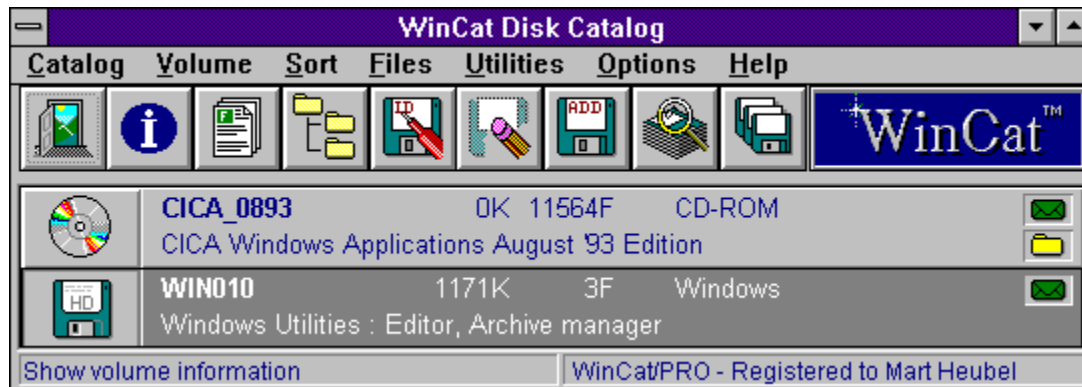 WinCat Disk Catalog
Catalog Volume Sort Files Utilities Options Help
F ID ADD WinCat™
CICA_0893 0K 11564F CD-ROM
CICA Windows Applications August '93 Edition
HD
WIN010 1171K 3F Windows
Windows Utilities : Editor, Archive manager
Show volume information WinCat/PRO - Registered to Mart Heubel